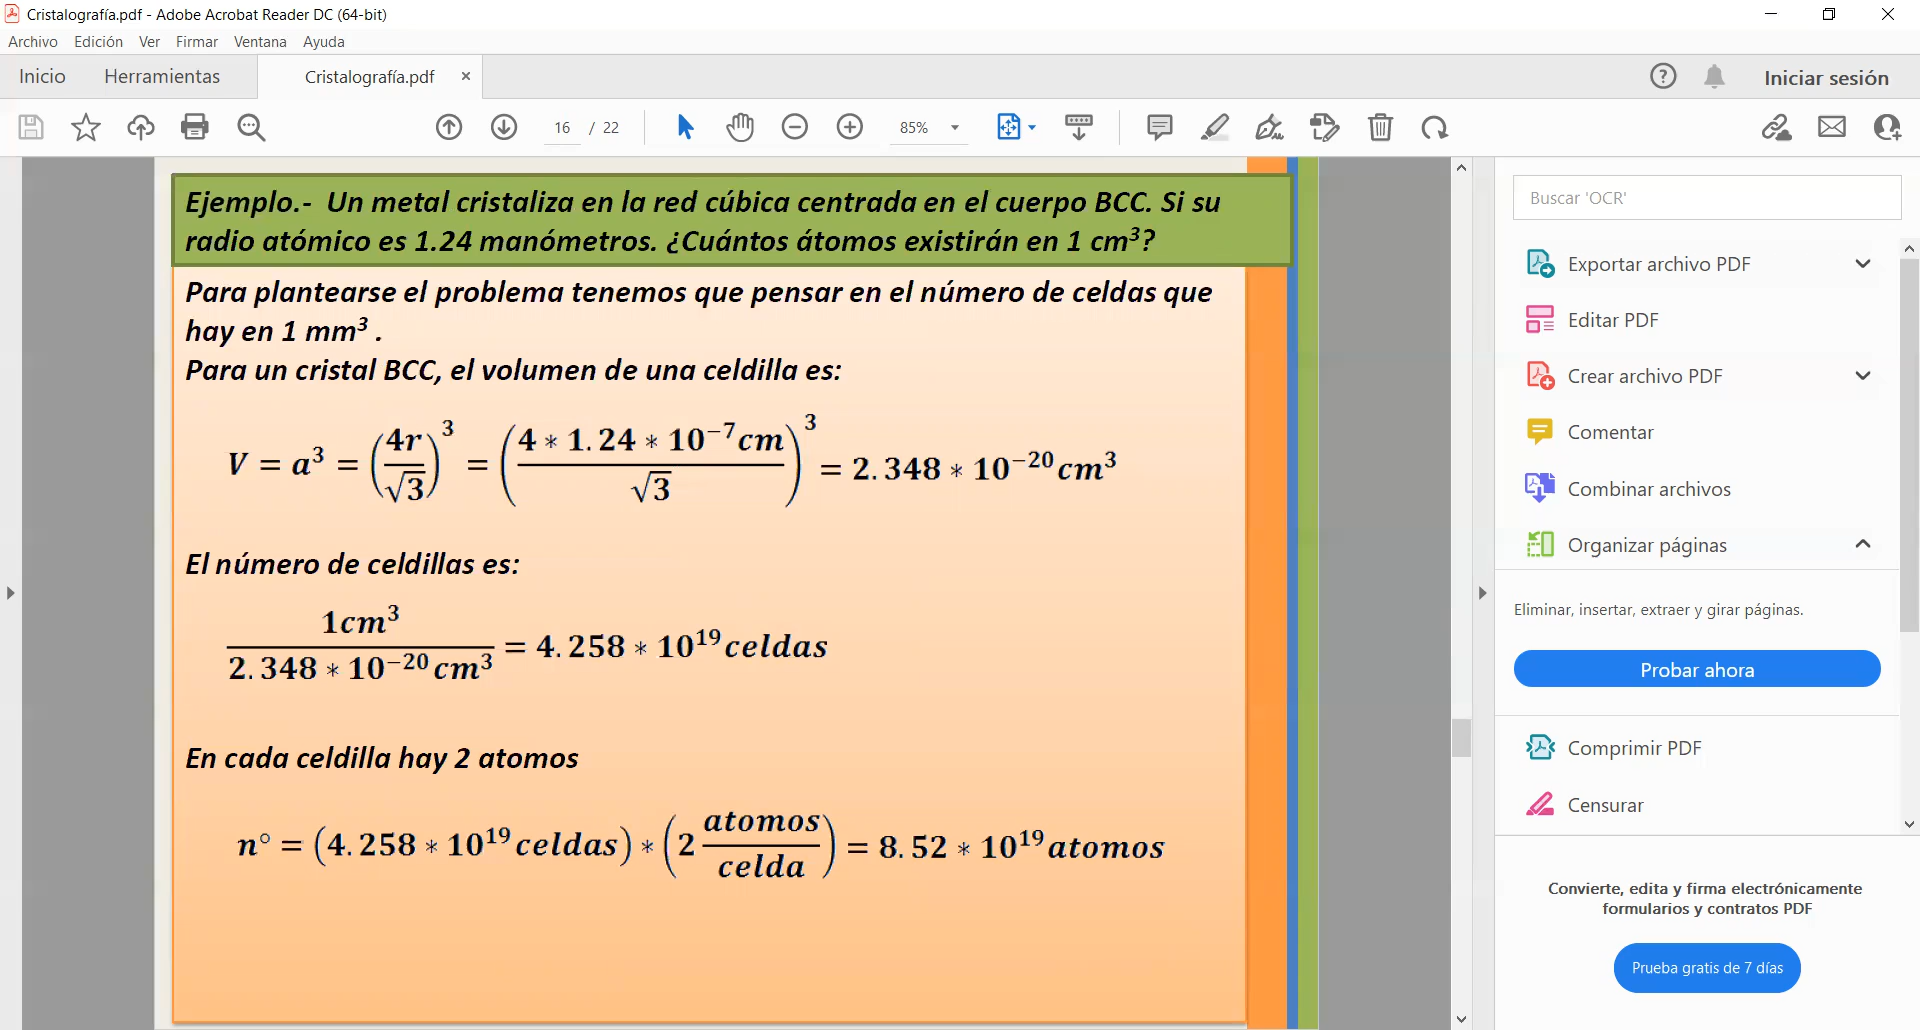 Cristalografía.pdf - Adobe Acrobat Reader DC (64-bit)
Archivo Edición Ver Firmar Ventana Ayuda
Inicio Herramientas Cristalografía.pdf × Iniciar sesión
16 / 22 85%
Ejemplo.- Un metal cristaliza en la red cúbica centrada en el cuerpo BCC. Si su
radio atómico es 1.24 manómetros. ¿Cuántos átomos existirán en 1 cm³?
Para plantearse el problema tenemos que pensar en el número de celdas que
hay en 1 mm³ .
Para un cristal BCC, el volumen de una celdilla es:
V = a³ = (4r/√3)³ = (4 * 1.24 * 10⁻⁷cm/√3)³ = 2.348 * 10⁻²⁰cm³
El número de celdillas es:
1cm³/2.348 * 10⁻²⁰cm³ = 4.258 * 10¹⁹celdas
En cada celdilla hay 2 atomos
n° = (4.258 * 10¹⁹celdas) * (2 atomos/celda) = 8.52 * 10¹⁹atomos
Buscar 'OCR'
Exportar archivo PDF
Editar PDF
Crear archivo PDF
Comentar
Combinar archivos
Organizar páginas
Eliminar, insertar, extraer y girar páginas.
Probar ahora
Comprimir PDF
Censurar
Convierte, edita y firma electrónicamente
formularios y contratos PDF
Prueba gratis de 7 días